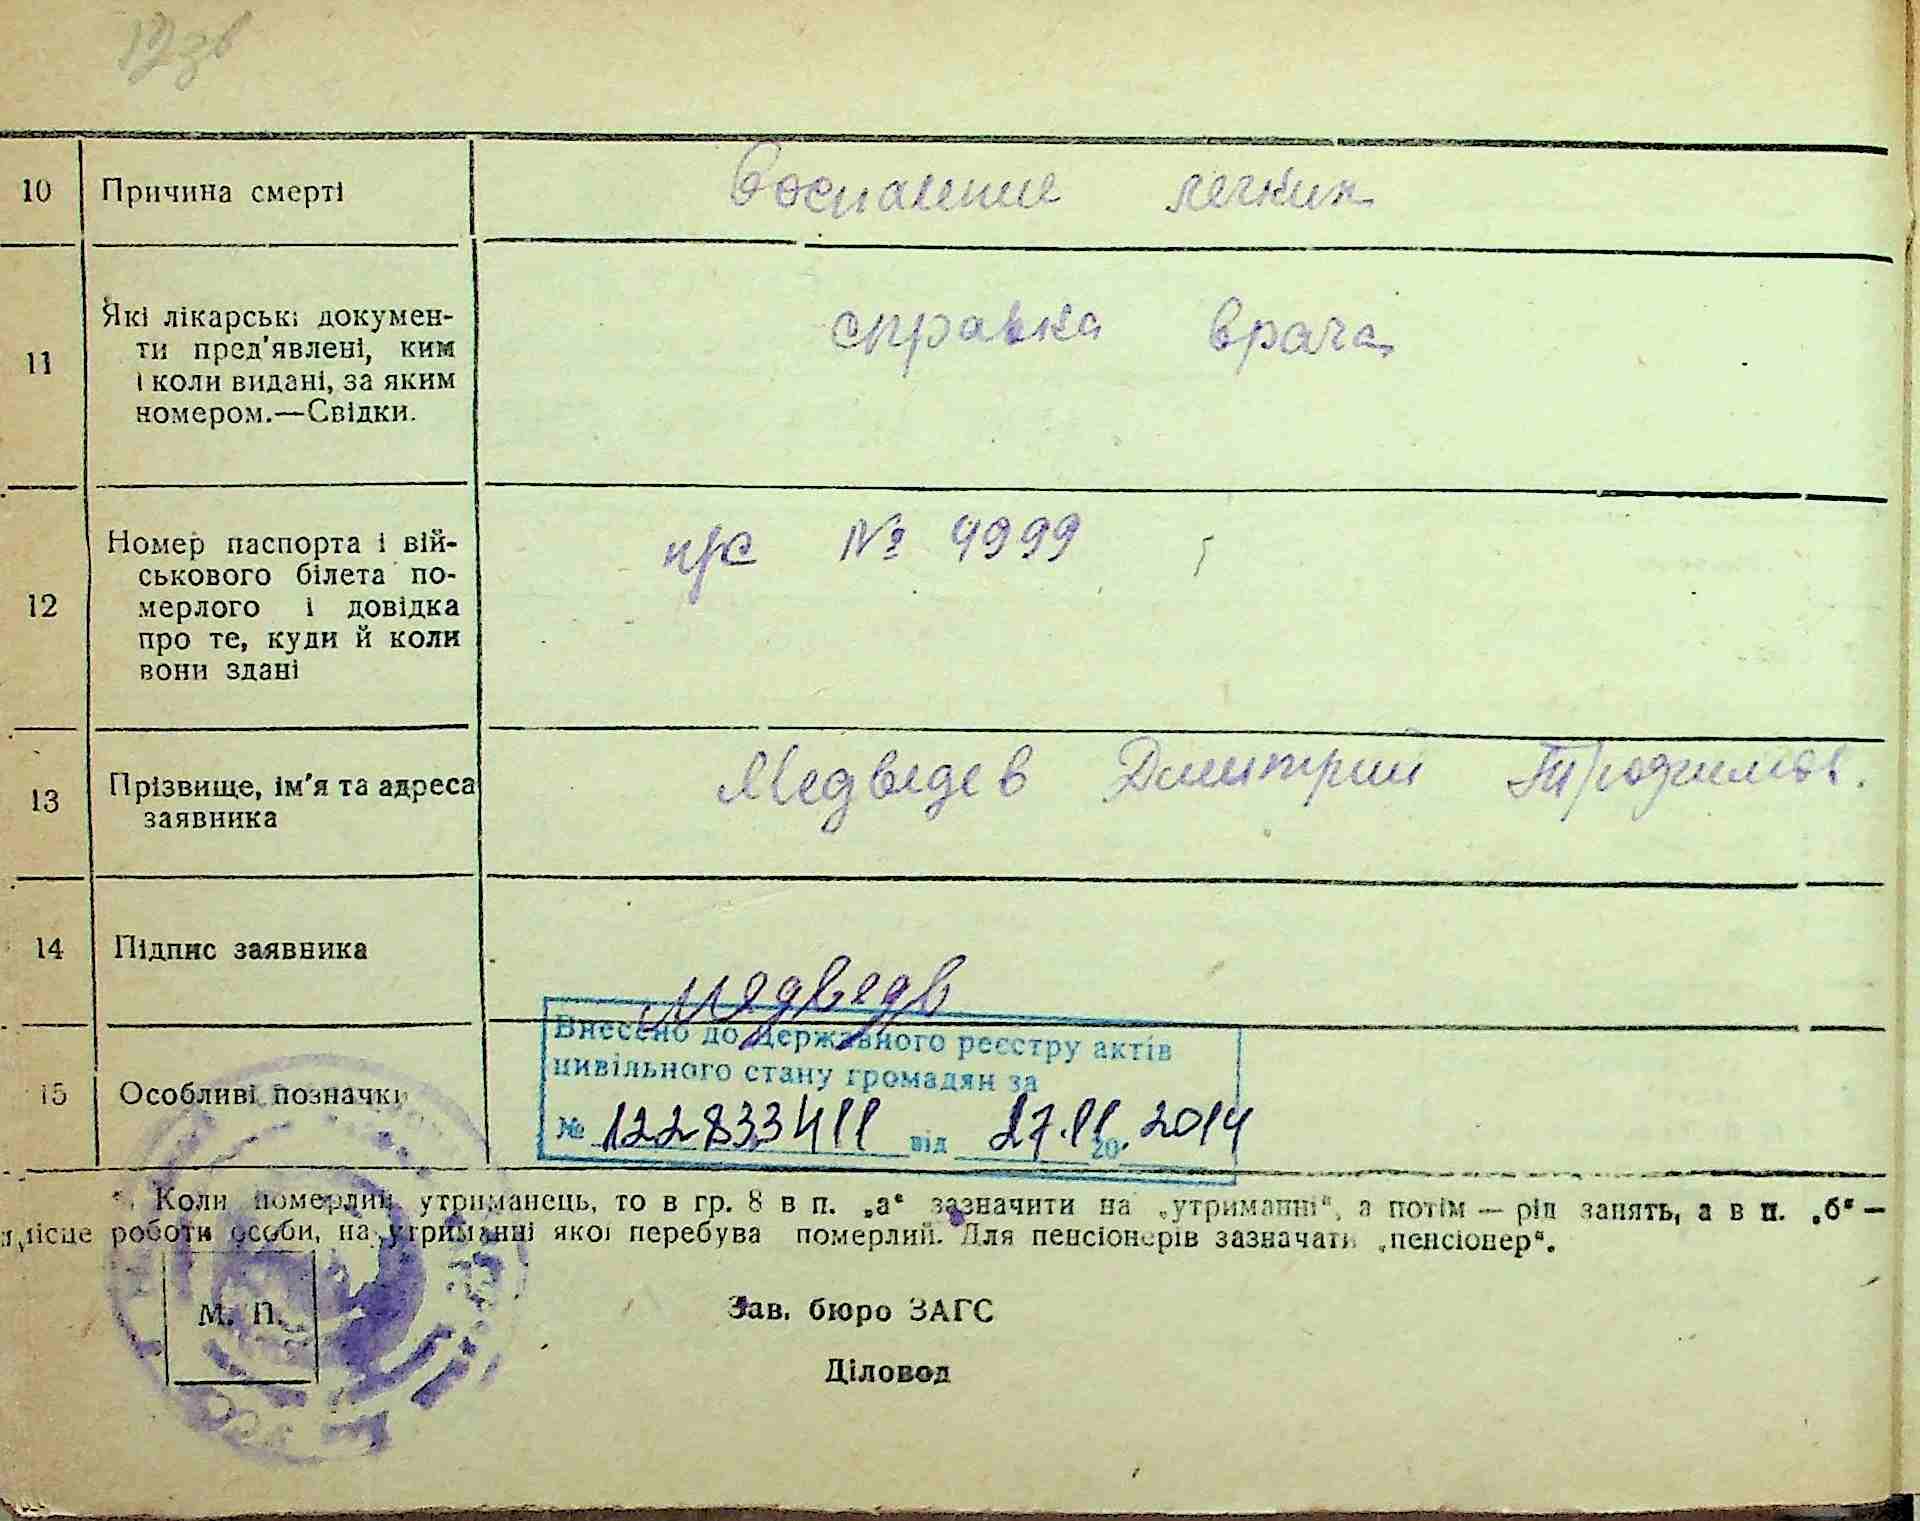 12зв
10
Причина смерті
Воспаление легких
11
Які лікарські докумен-
ти пред'явлені, ким
і коли видані, за яким
номером.—Свідки.
справка врача
12
Номер паспорта і вій-
ськового білета по-
мерлого і довідка
про те, куди й коли
вони здані
п/с № 4999
13
Прізвище, ім'я та адреса
заявника
Медведев Дмитрий Трофимов.
14
Підпис заявника
Медведв
15
Особливі позначки
Внесено до Державного реєстру актів
цивільного стану громадян за
№ 122833411 від 27.11.2014
20
*, Коли померлий утриманець, то в гр. 8 в п. „а“ зазначити на „утриманні“, а потім — рід занять, а в п. „б“ —
місце роботи особи, на утриманні якої перебува померлий. Для пенсіонерів зазначати „пенсіонер“.
М. П.
Зав. бюро ЗАГС
Діловод